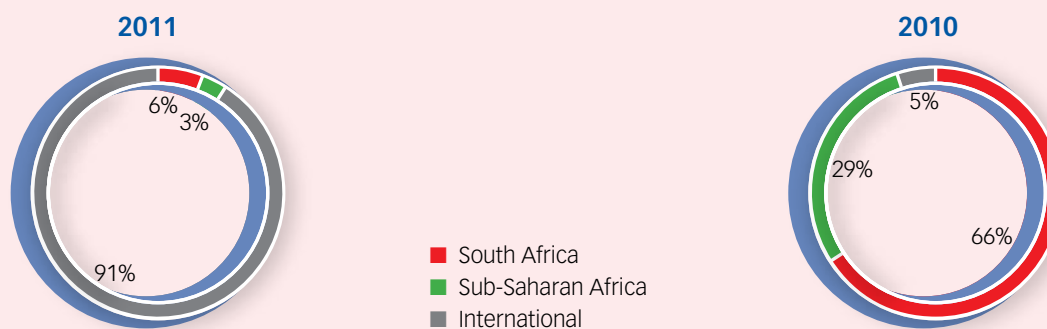 2011
6%
3%
91%
South Africa
Sub-Saharan Africa
International
2010
5%
29%
66%